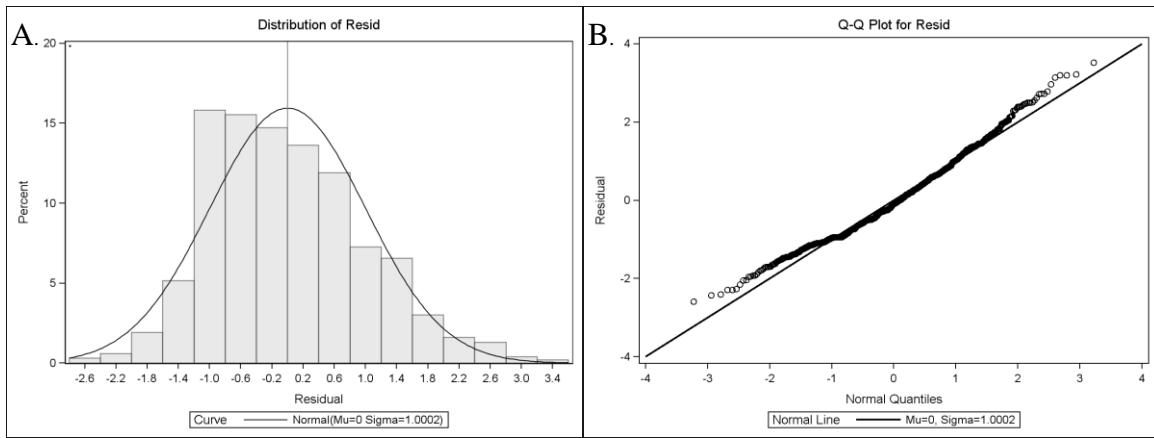 A.
Distribution of Resid
20
15
10
5
0
Percent
-2.6 -2.2 -1.8 -1.4 -1.0 -0.6 -0.2 0.2 0.6 1.0 1.4 1.8 2.2 2.6 3.0 3.4
Residual
Curve Normal(Mu=0 Sigma=1.0002)
B.
Q-Q Plot for Resid
4
2
0
-2
-4
Residual
-4 -3 -2 -1 0 1 2 3 4
Normal Quantiles
Normal Line Mu=0, Sigma=1.0002